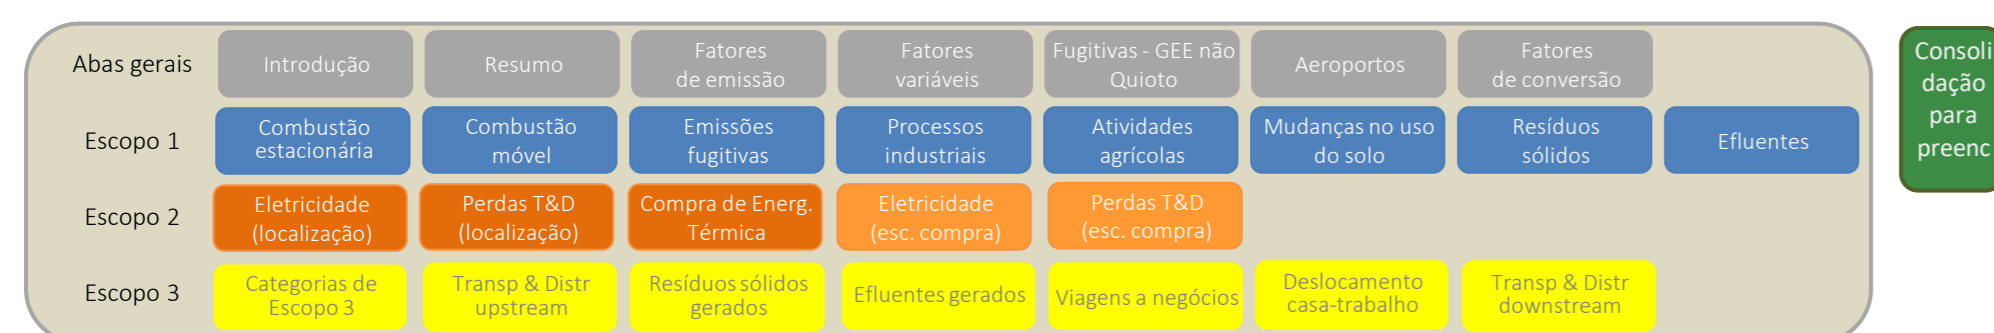 Abas gerais
Introdução
Resumo
Fatores
de emissão
Fatores
variáveis
Fugitivas - GEE não
Quioto
Aeroportos
Fatores
de conversão
Escopo 1
Combustão
estacionária
Combustão
móvel
Emissões
fugitivas
Processos
industriais
Atividades
agrícolas
Mudanças no uso
do solo
Resíduos
sólidos
Efluentes
Escopo 2
Eletricidade
(localização)
Perdas T&D
(localização)
Compra de Energ.
Térmica
Eletricidade
(esc. compra)
Perdas T&D
(esc. compra)
Escopo 3
Categorias de
Escopo 3
Transp & Distr
upstream
Resíduos sólidos
gerados
Efluentes gerados
Viagens a negócios
Deslocamento
casa-trabalho
Transp & Distr
downstream
Consoli
dação
para
preenc